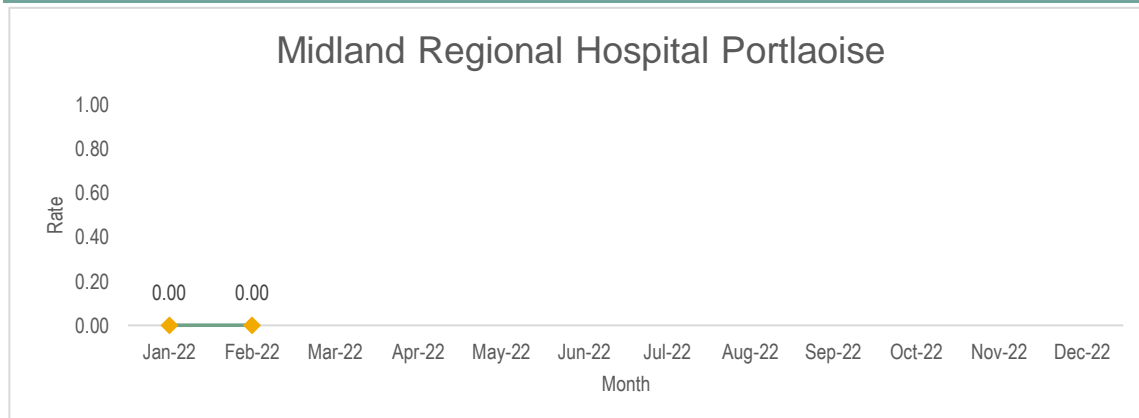 Midland Regional Hospital Portlaoise
1.00
0.80
0.60
Rate
0.40
0.20
0.00 0.00
0.00
Jan-22 Feb-22 Mar-22 Apr-22 May-22 Jun-22 Jul-22 Aug-22 Sep-22 Oct-22 Nov-22 Dec-22
Month